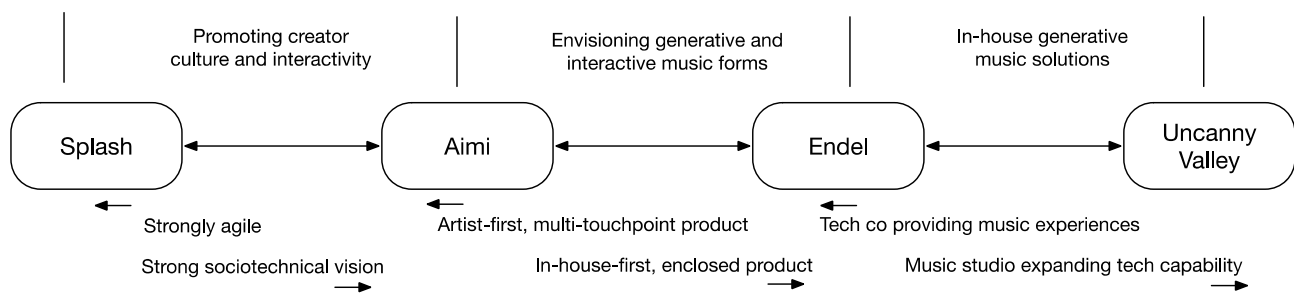 Promoting creator
culture and interactivity
Envisioning generative and
interactive music forms
In-house generative
music solutions
Splash
Aimi
Endel
Uncanny
Valley
Strongly agile
Artist-first, multi-touchpoint product
Tech co providing music experiences
Strong sociotechnical vision
In-house-first, enclosed product
Music studio expanding tech capability